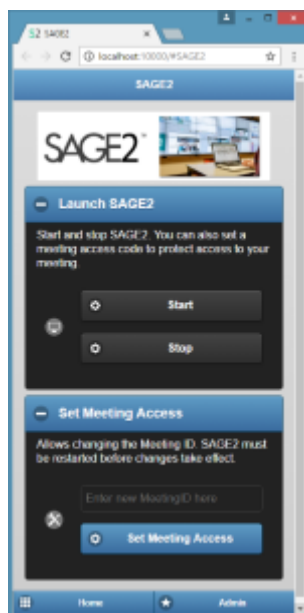 SAGE2
localhost:10000/#SAGE2
SAGE2
SAGE2™
Launch SAGE2
Start and stop SAGE2. You can also set a
meeting access code to protect access to your
meeting.
Start
Stop
Set Meeting Access
Allows changing the Meeting ID. SAGE2 must
be restarted before changes take effect.
Enter new MeetingID here
Set Meeting Access
Home
Admin